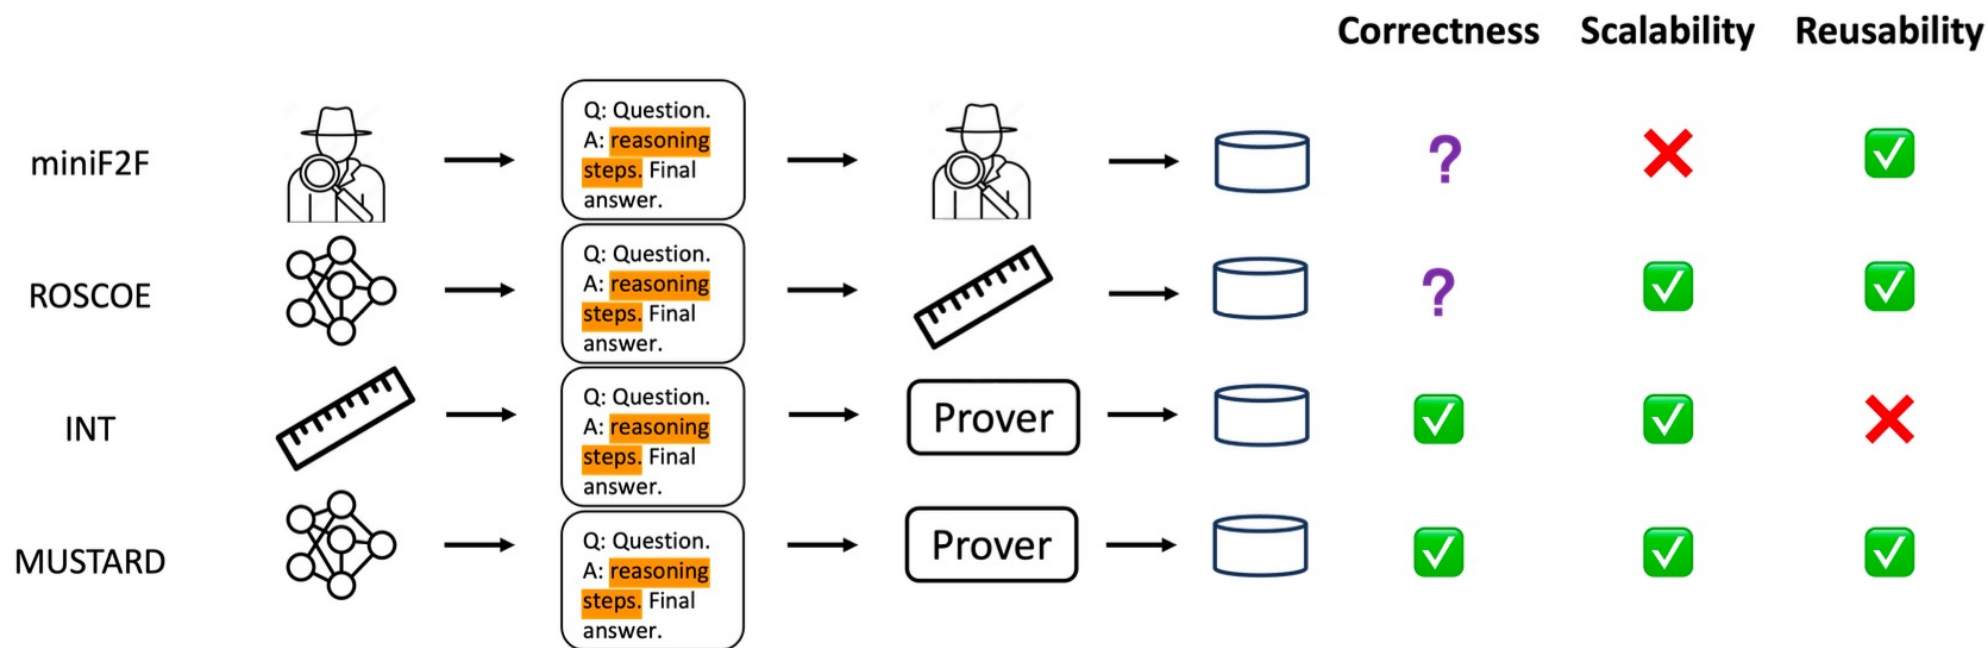 Correctness Scalability Reusability
miniF2F
Q: Question.
A: reasoning
steps. Final
answer.
?
ROSCOE
Q: Question.
A: reasoning
steps. Final
answer.
?
INT
Q: Question.
A: reasoning
steps. Final
answer.
Prover
MUSTARD
Q: Question.
A: reasoning
steps. Final
answer.
Prover